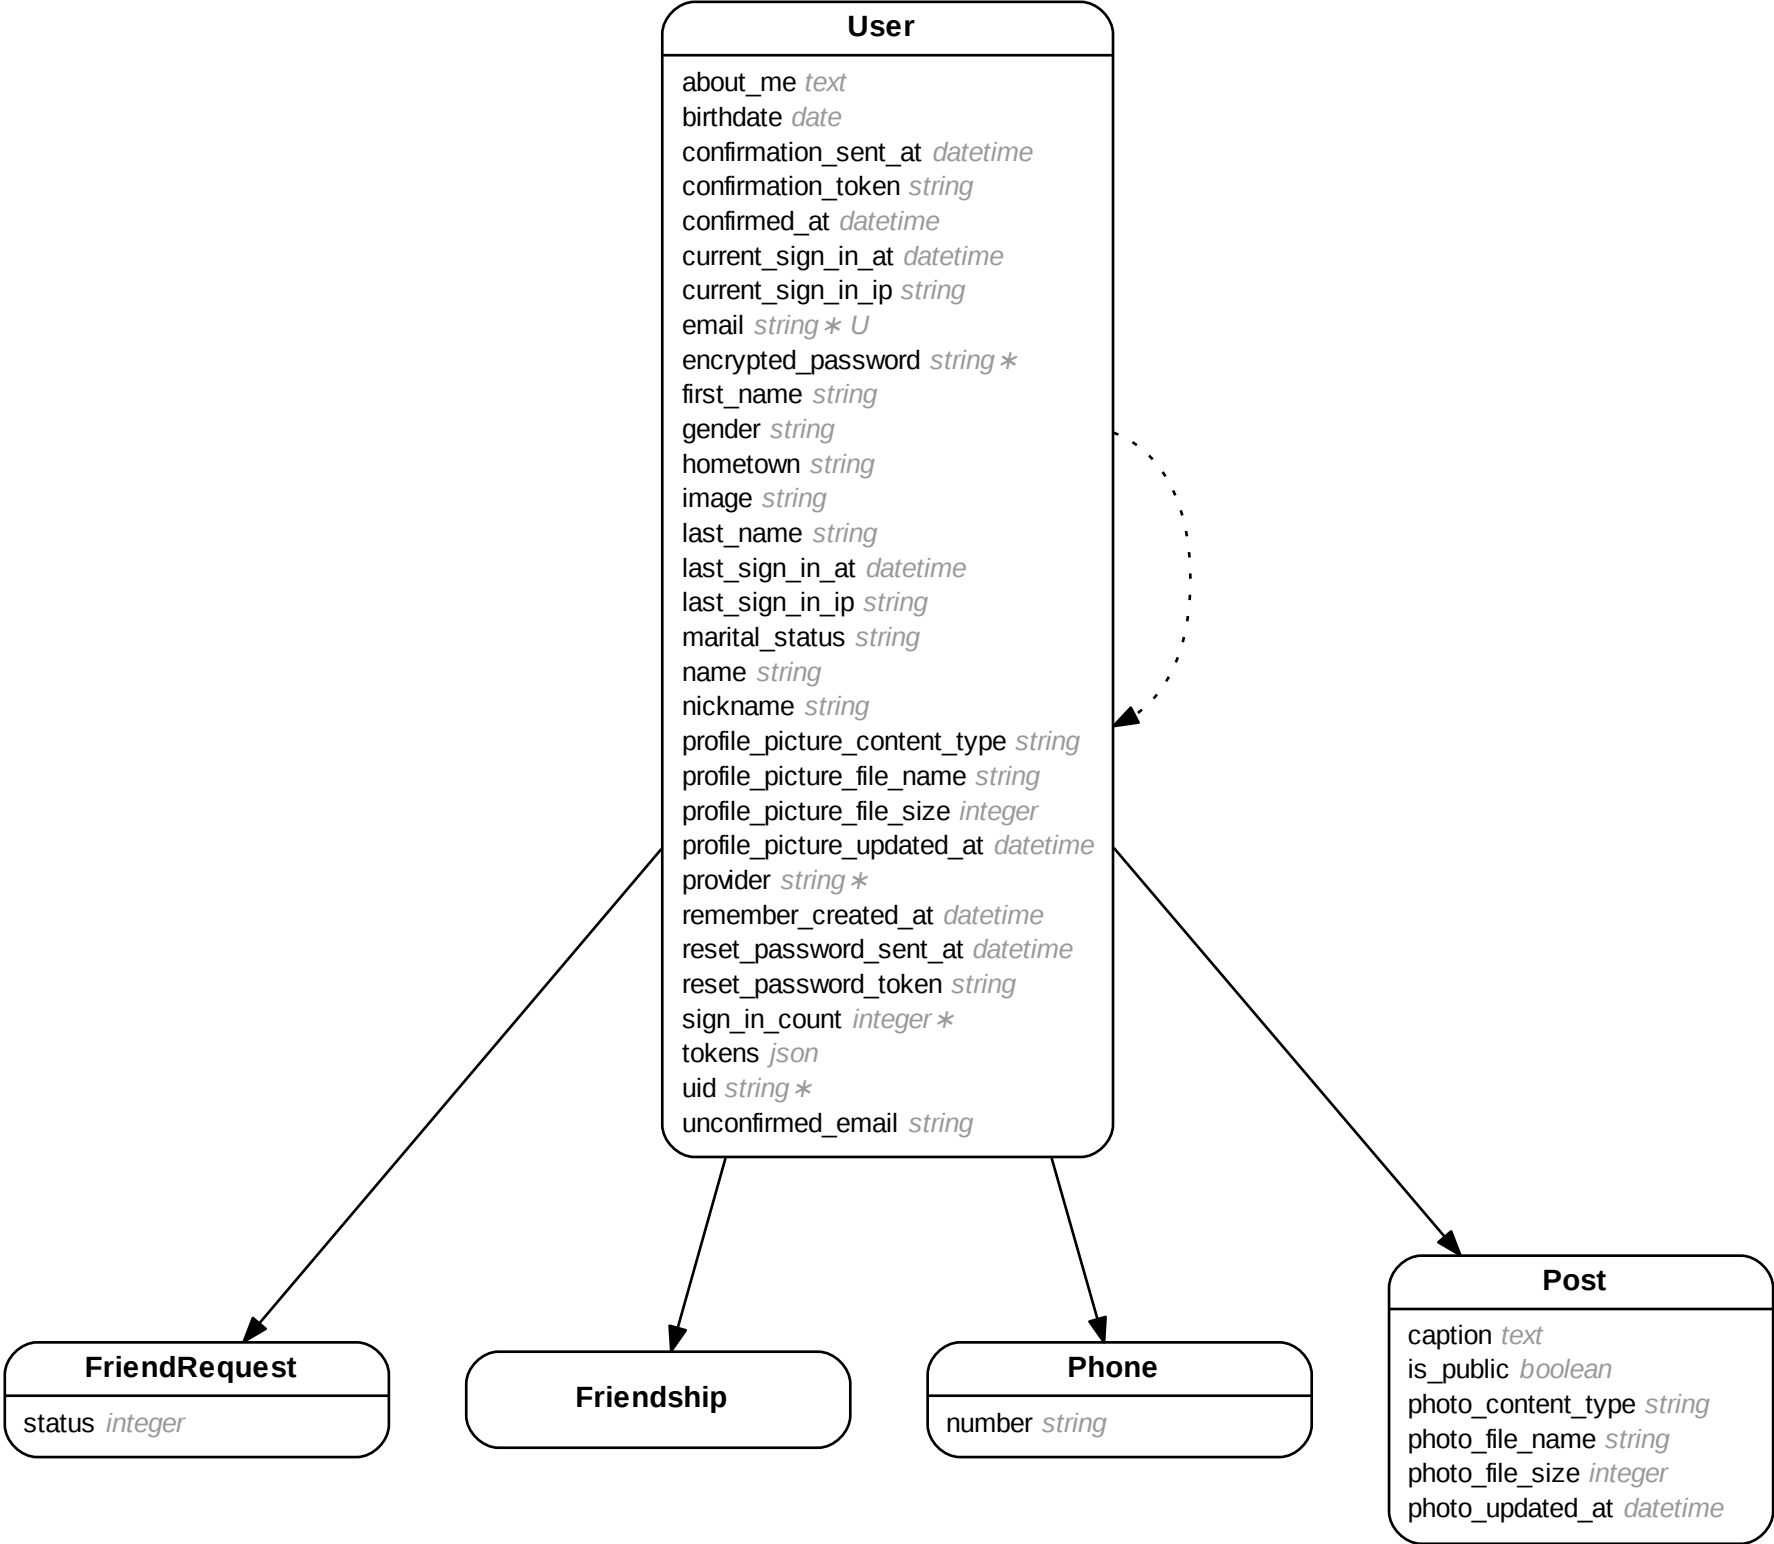 User
about_me text
birthdate date
confirmation_sent_at datetime
confirmation_token string
confirmed_at datetime
current_sign_in_at datetime
current_sign_in_ip string
email string∗ U
encrypted_password string∗
first_name string
gender string
hometown string
image string
last_name string
last_sign_in_at datetime
last_sign_in_ip string
marital_status string
name string
nickname string
profile_picture_content_type string
profile_picture_file_name string
profile_picture_file_size integer
profile_picture_updated_at datetime
provider string∗
remember_created_at datetime
reset_password_sent_at datetime
reset_password_token string
sign_in_count integer∗
tokens json
uid string∗
unconfirmed_email string
FriendRequest
status integer
Friendship
Phone
number string
Post
caption text
is_public boolean
photo_content_type string
photo_file_name string
photo_file_size integer
photo_updated_at datetime